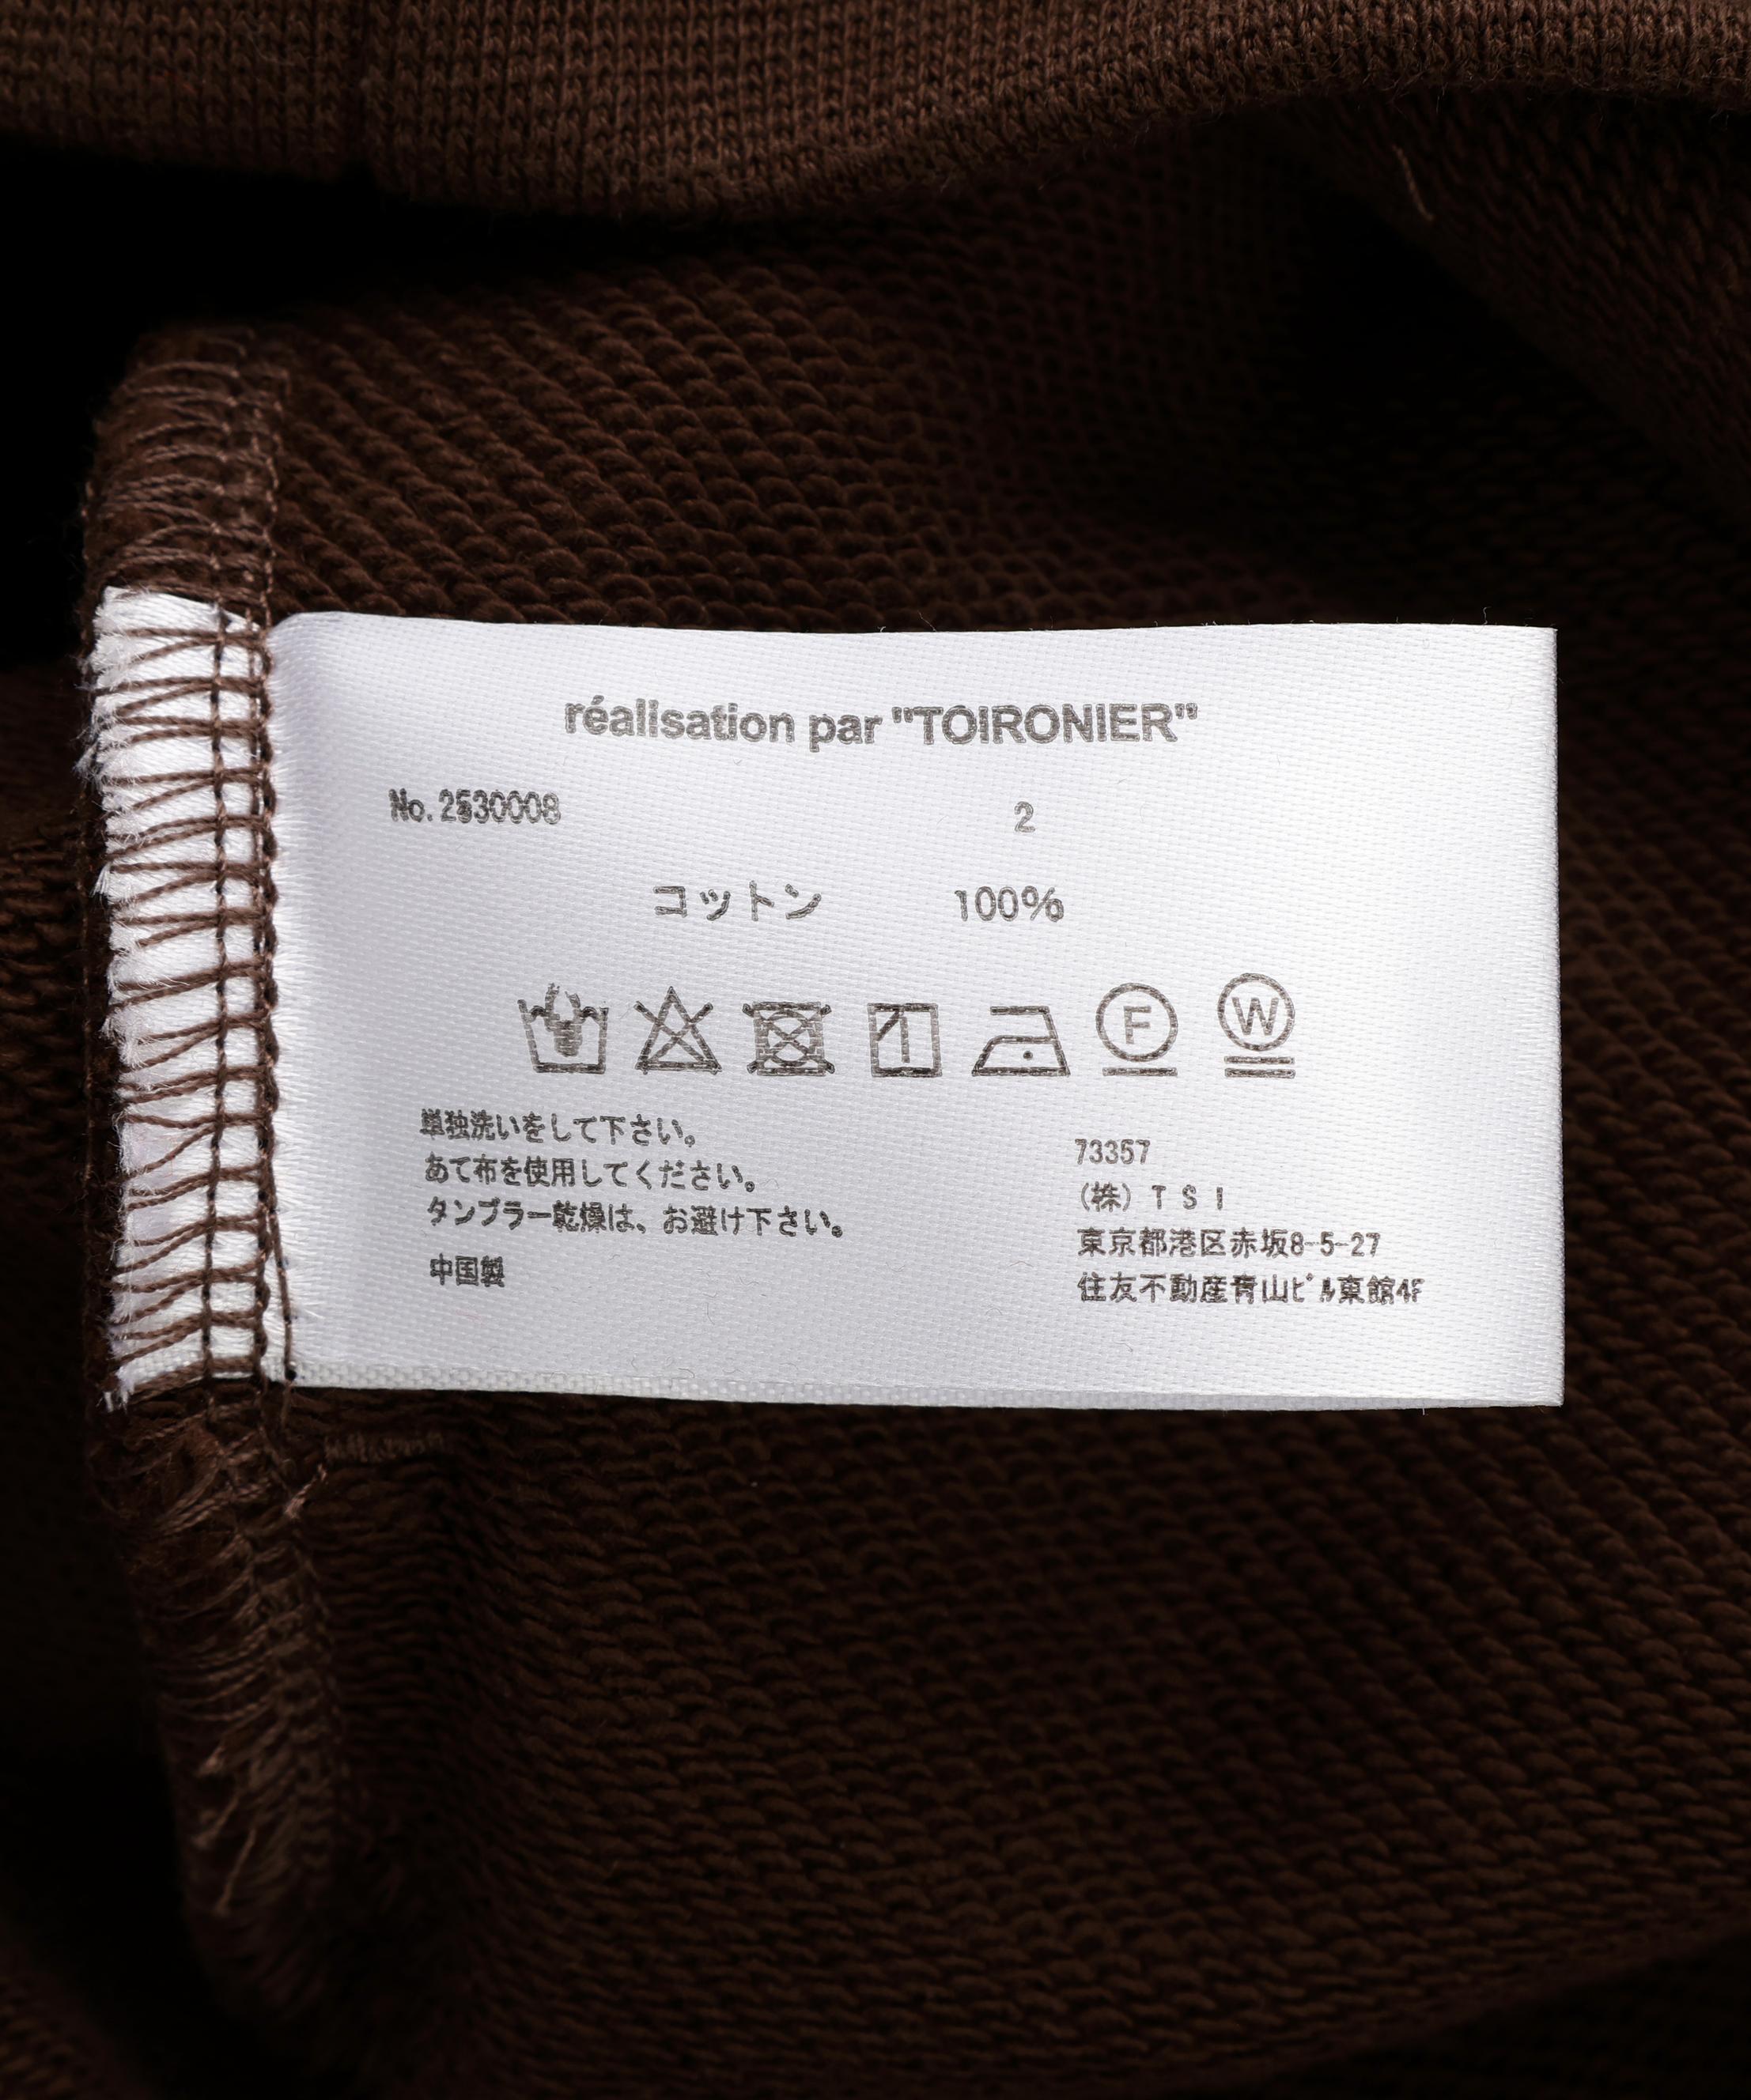 réalisation par "TOIRONIER"
No. 2530008 2
コットン 100%
F W
単独洗いをして下さい。
あて布を使用してください。
タンブラー乾燥は、お避け下さい。
中国製
73357
(株) T S I
東京都港区赤坂8-5-27
住友不動産青山ビル東館4F